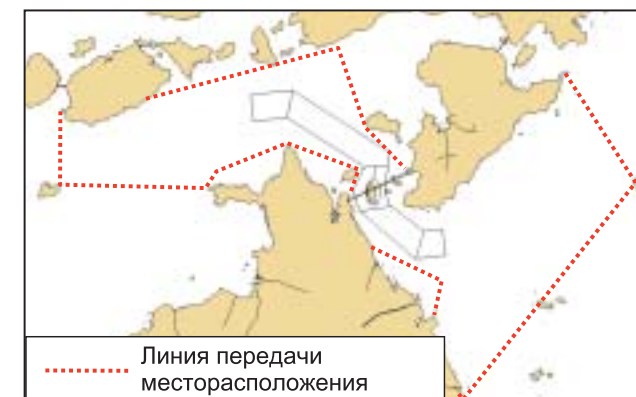 Линия передачи
месторасположения